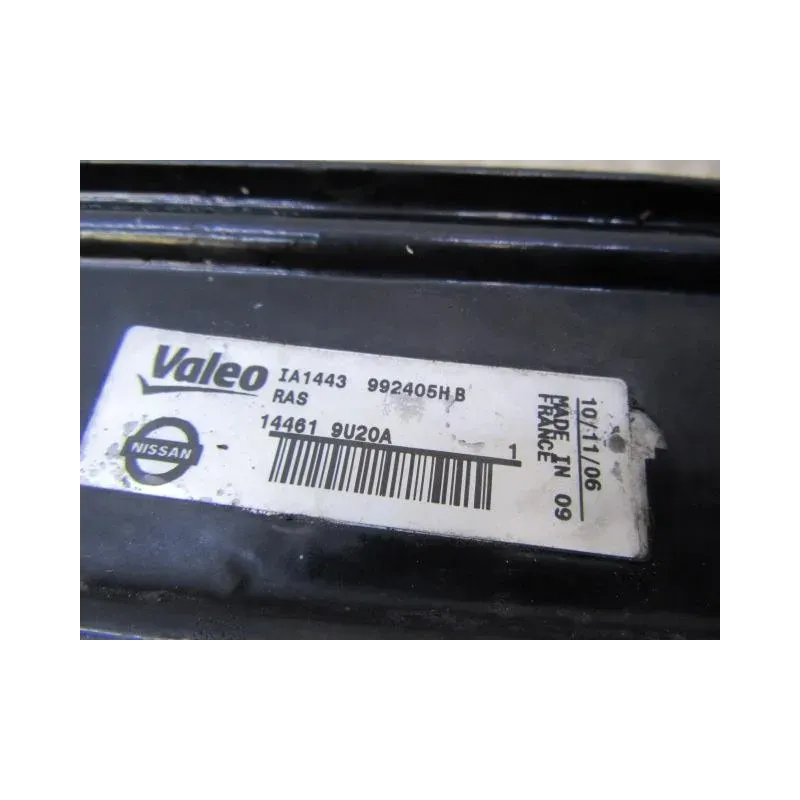 Valeo IA1443 992405H B
RAS
NISSAN
14461 9U20A 1
10/11/06
MADE IN 09
FRANCE